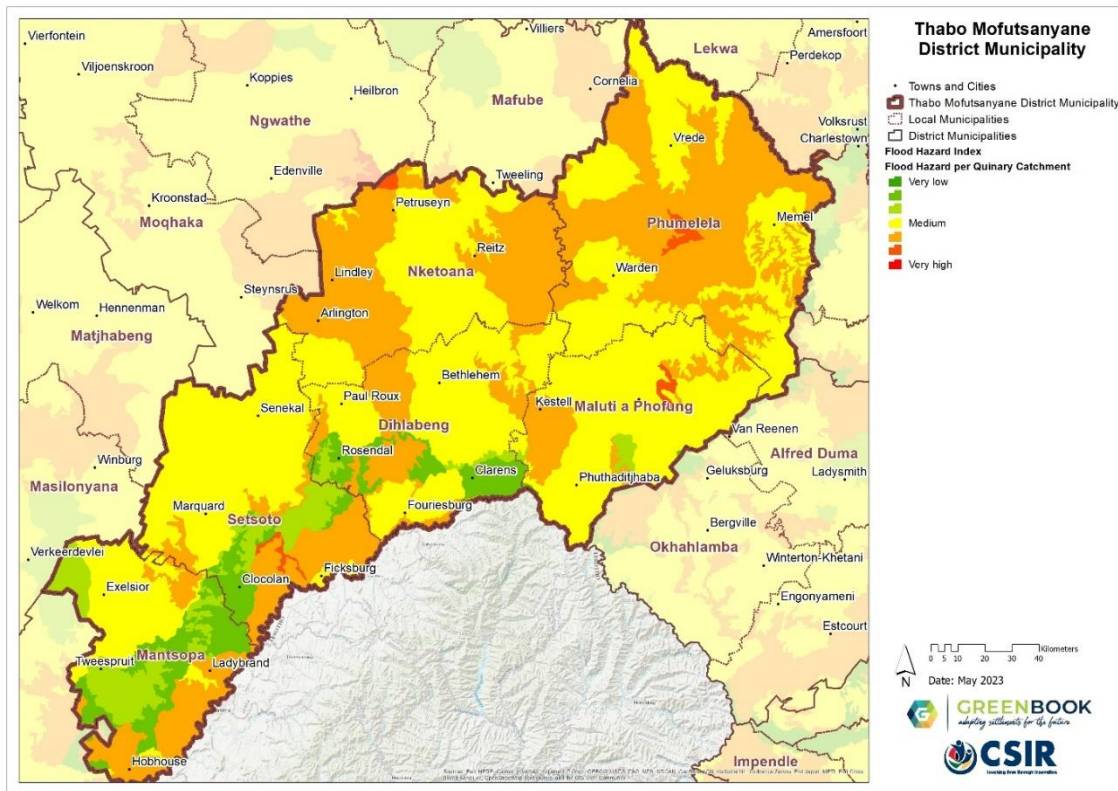 Thabo Mofutsanyane
District Municipality
Towns and Cities
Thabo Mofutsanyane District Municipality
Local Municipalities
District Municipalities
Flood Hazard Index
Flood Hazard per Quinary Catchment
Very low
Medium
Very high
Vierfontein
Viljoenskroon
Koppies
Heilbron
Villiers
Lekwa
Amersfoort
Perdekop
Cornelia
Mafube
Ngwathe
Volksrust
Charlestown
Vrede
Edenville
Tweeling
Kroonstad
Petruseyn
Moqhaka
Phumelela
Memel
Reitz
Nketoana
Warden
Lindley
Steynsrus
Welkom
Hennenman
Arlington
Matjhabeng
Bethlehem
Paul Roux
Senekal
Kestell
Maluti a Phofung
Dihlabeng
Van Reenen
Rosendal
Alfred Duma
Winburg
Clarens
Geluksburg
Ladysmith
Phuthaditjhaba
Masilonyana
Marquard
Setsoto
Fouriesburg
Bergville
Okhahlamba
Verkeerdevlei
Winterton-Khetani
Ficksburg
Clocolan
Exelsior
Engonyameni
Estcourt
Mantsopa
Tweespruit
Ladybrand
Hobhouse
Impendle
Kilometers
0 5 10 20 30 40
N
Date: May 2023
GREENBOOK
adapting settlements for the future
CSIR